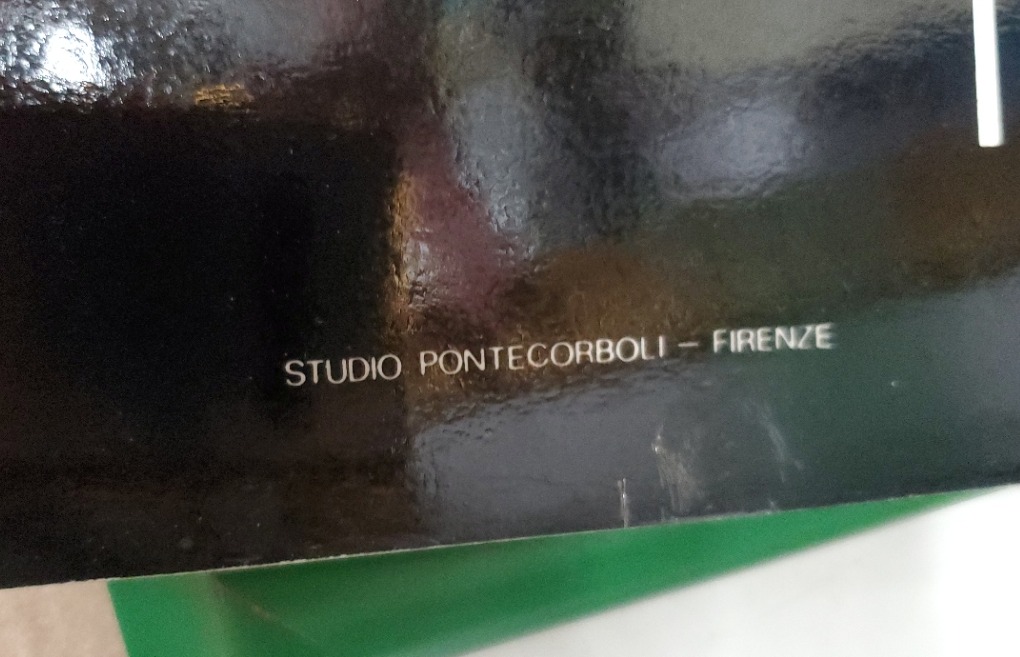 STUDIO PONTECORBOLI – FIRENZE